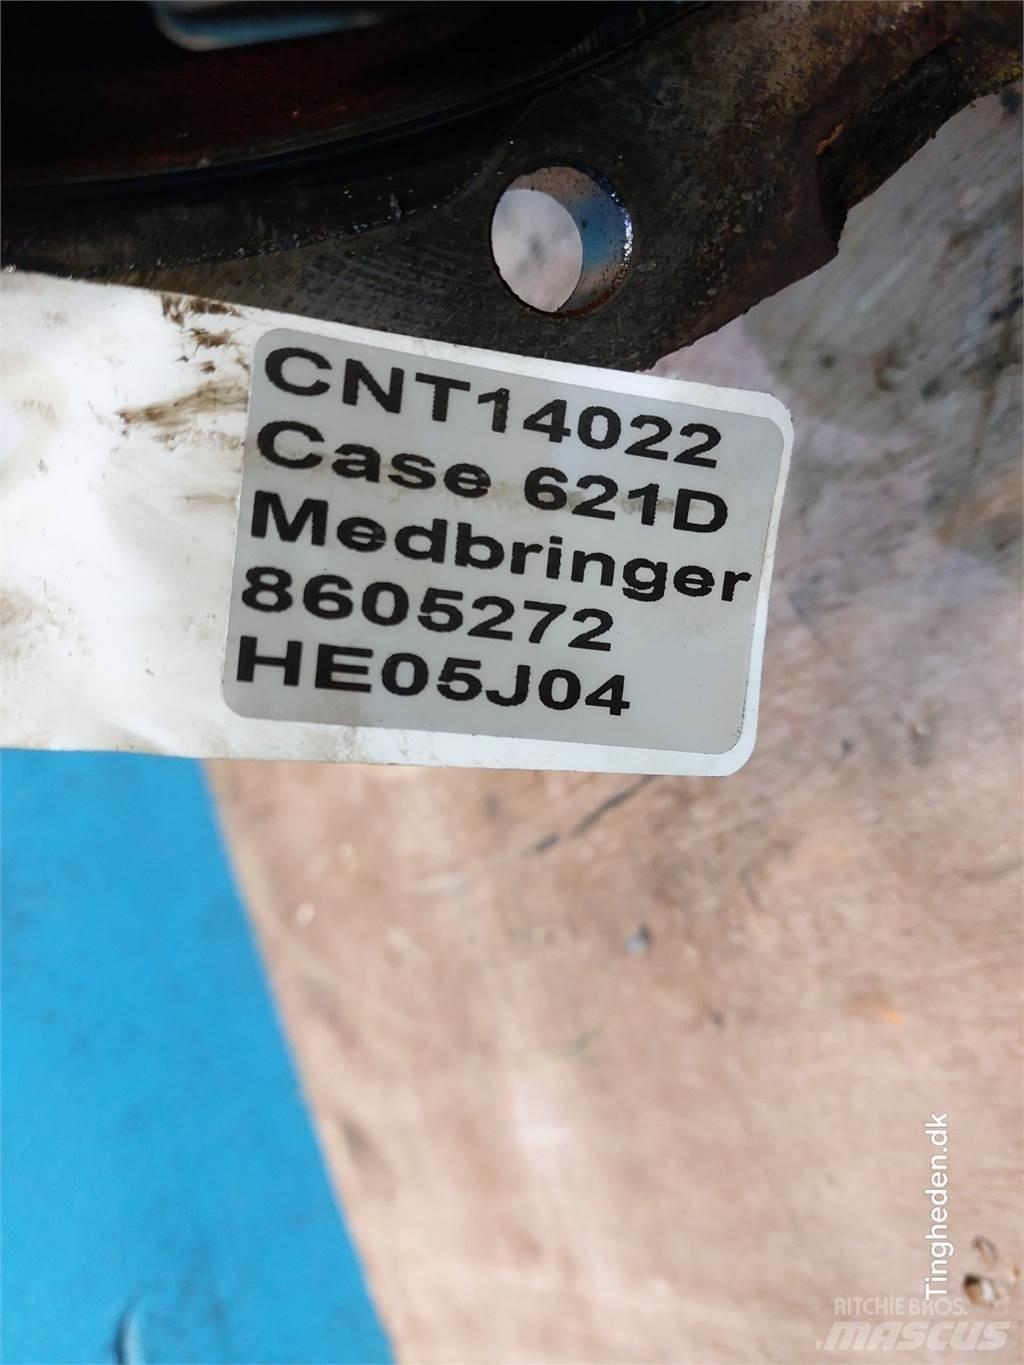 CNT14022
Case 621D
Medbringer
8605272
HE05J04
Tingheden.dk
RITCHIE BROS.
MASCUS